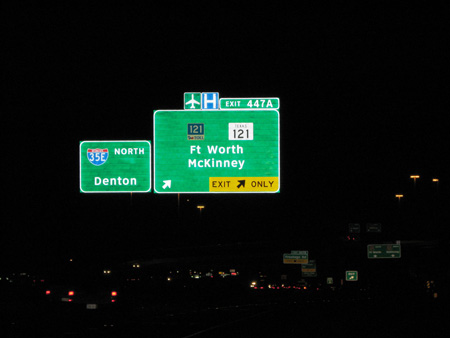 EXIT 447A
H
35E
NORTH
Denton
121
TOLL
TEXAS
121
Ft Worth
McKinney
EXIT ONLY